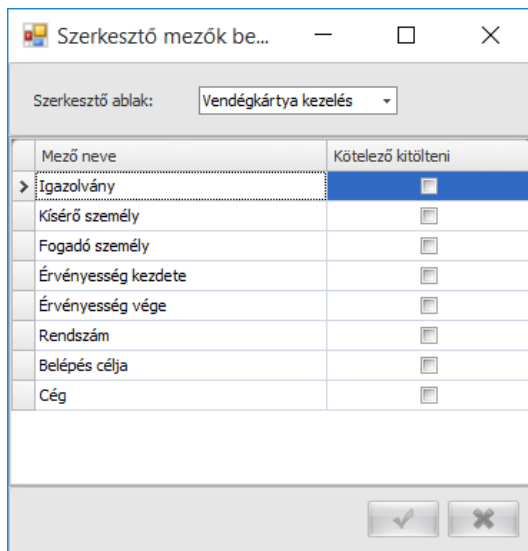 Szerkesztő mezők be...
Szerkesztő ablak: Vendégkártya kezelés
Mező neve Kötelező kitölteni
Igazolvány
Kísérő személy
Fogadó személy
Érvényesség kezdete
Érvényesség vége
Rendszám
Belépés célja
Cég